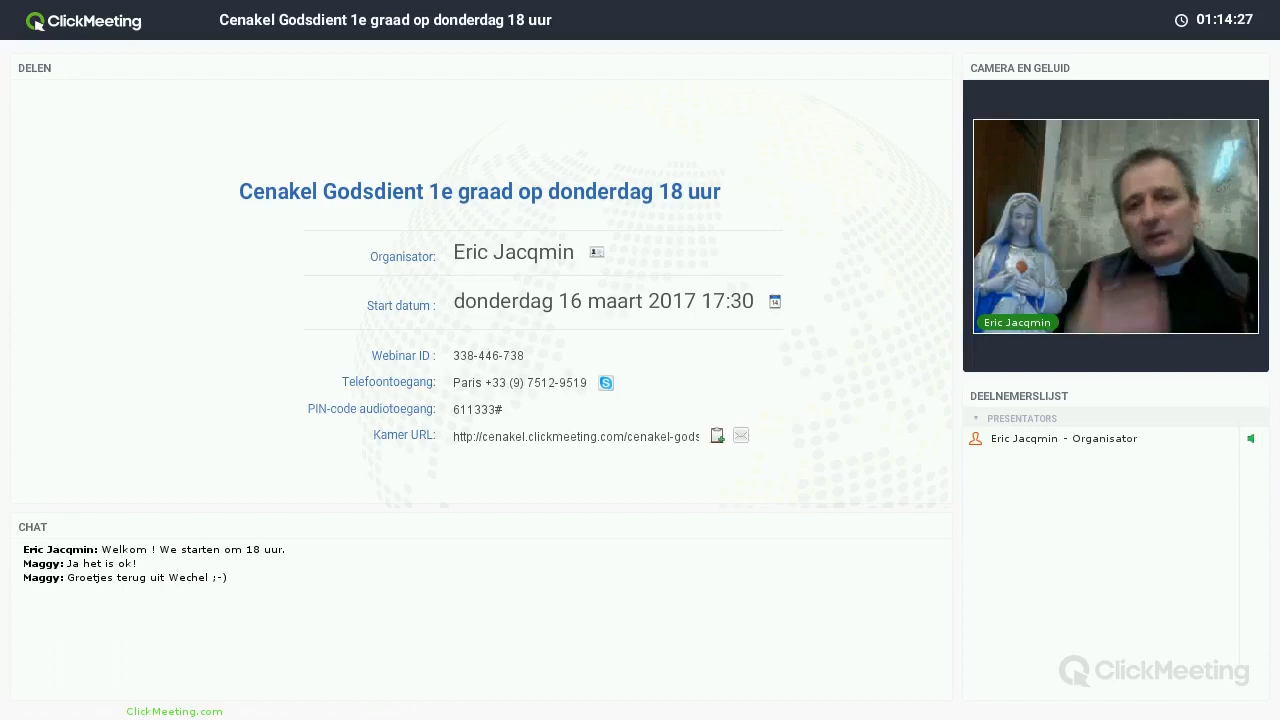 ClickMeeting
Cenakel Godsdient 1e graad op donderdag 18 uur
01:14:27
DELEN
Cenakel Godsdient 1e graad op donderdag 18 uur
Organisator: Eric Jacqmin
Start datum : donderdag 16 maart 2017 17:30
14
Webinar ID : 338-446-738
Telefoontoegang: Paris +33 (9) 7512-9519
PIN-code audiotoegang: 611333#
Kamer URL: http://cenakel.clickmeeting.com/cenakel-gods
CHAT
Eric Jacqmin: Welkom ! We starten om 18 uur.
Maggy: Ja het is ok!
Maggy: Groetjes terug uit Wechel ;-)
ClickMeeting.com
CAMERA EN GELUID
Eric Jacqmin
DEELNEMERSLIJST
PRESENTATORS
Eric Jacqmin - Organisator
ClickMeeting